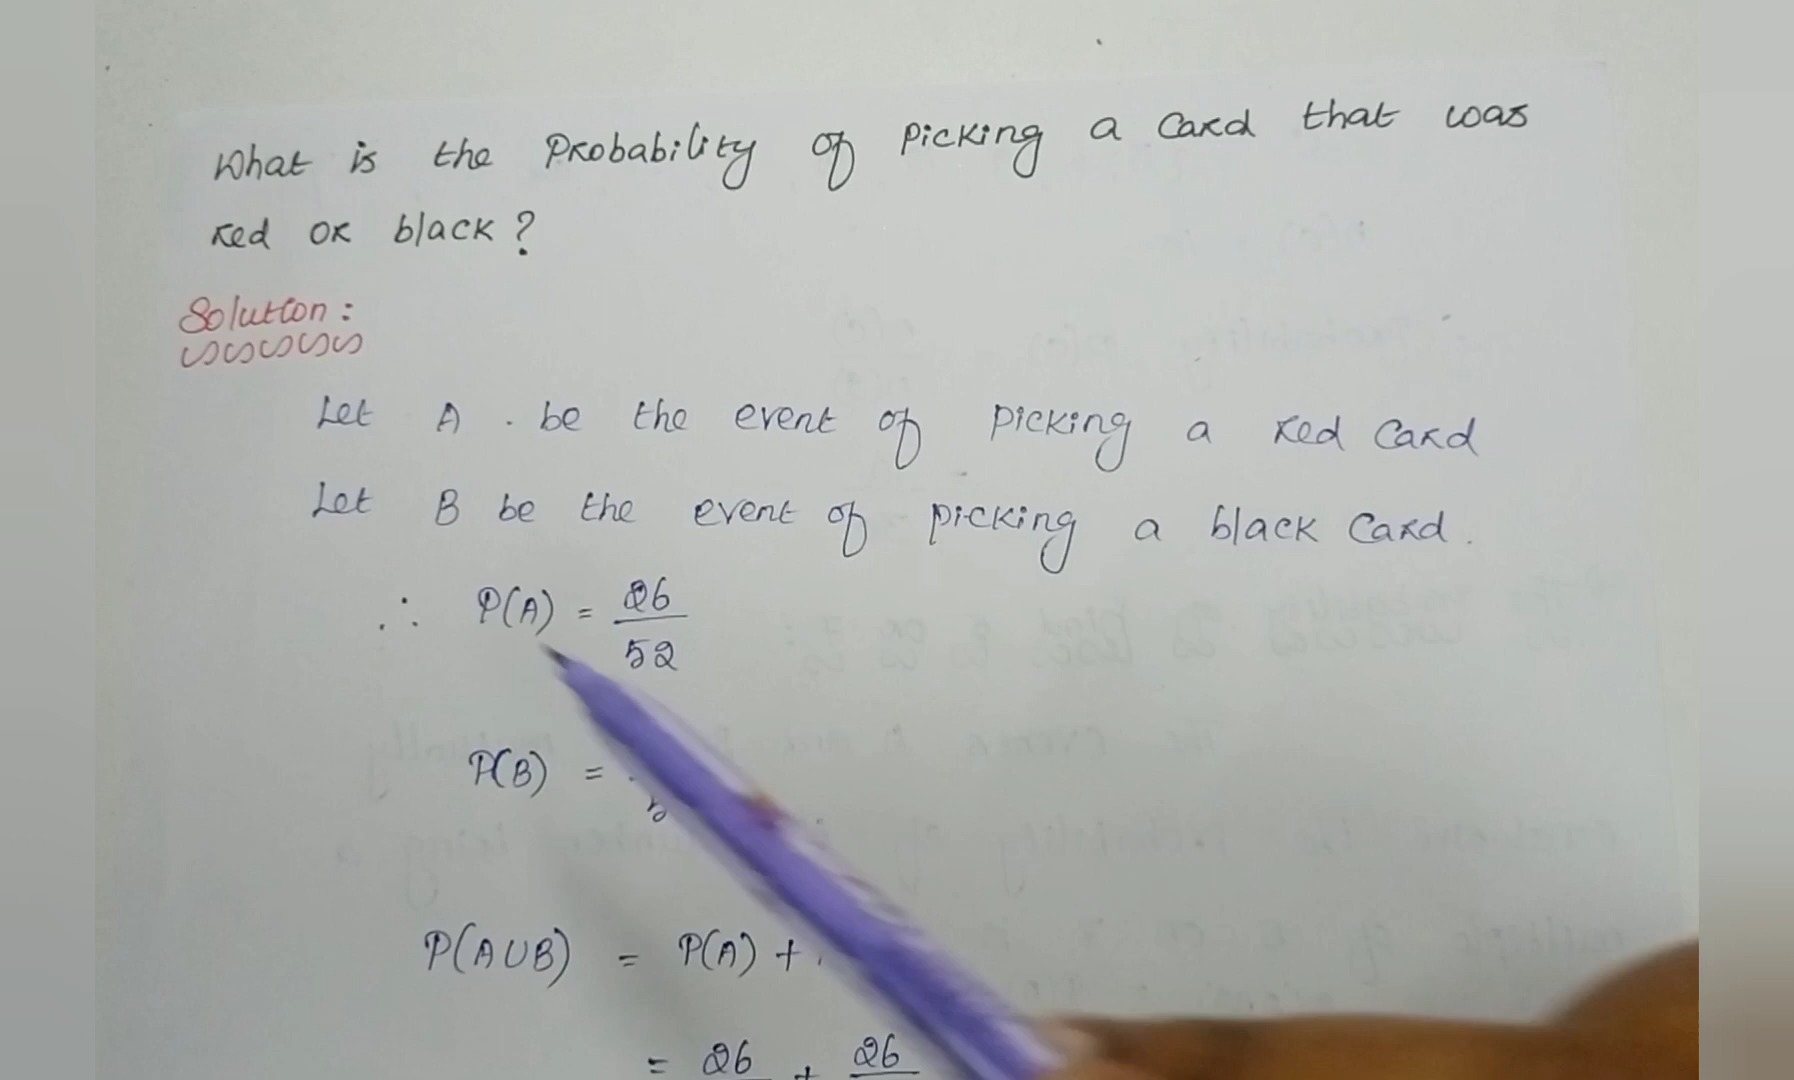 What is the Probability of Picking a Card that was
red or black?
Solution:
Let A. be the event of Picking a red Card
Let B be the event of picking a black Card.
∴ P(A) = 26/52
P(B) =
P(AUB) = P(A) +
= 26 + 26